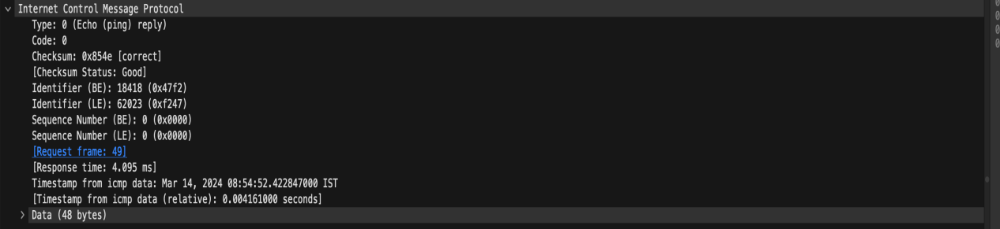 Internet Control Message Protocol
Type: 0 (Echo (ping) reply)
Code: 0
Checksum: 0x854e [correct]
[Checksum Status: Good]
Identifier (BE): 18418 (0x47f2)
Identifier (LE): 62023 (0xf247)
Sequence Number (BE): 0 (0x0000)
Sequence Number (LE): 0 (0x0000)
[Request frame: 49]
[Response time: 4.095 ms]
Timestamp from icmp data: Mar 14, 2024 08:54:52.422847000 IST
[Timestamp from icmp data (relative): 0.004161000 seconds]
Data (48 bytes)